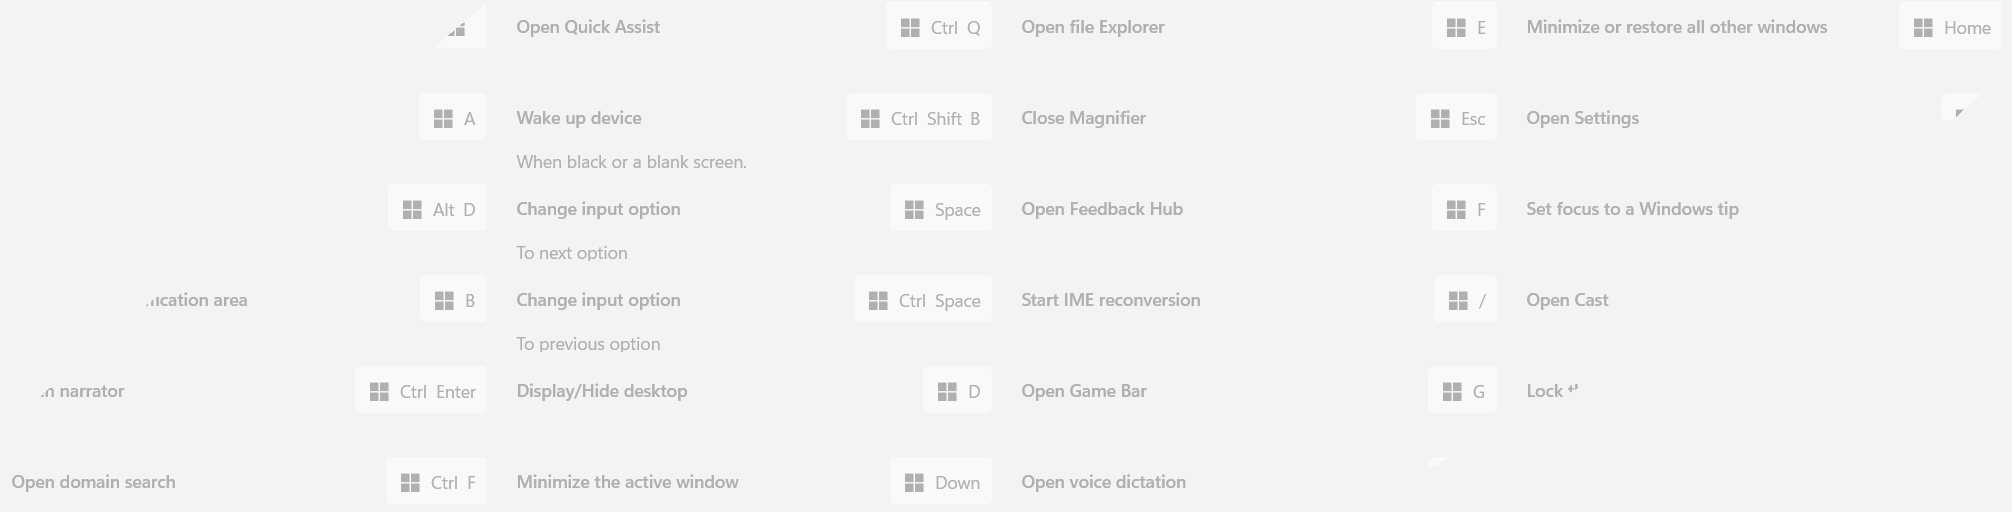 Open Quick Assist Ctrl Q Open file Explorer E Minimize or restore all other windows Home
A Wake up device Ctrl Shift B Close Magnifier Esc Open Settings
When black or a blank screen.
Alt D Change input option Space Open Feedback Hub F Set focus to a Windows tip
To next option
area B Change input option Ctrl Space Start IME reconversion / Open Cast
To previous option
narrator Ctrl Enter Display/Hide desktop D Open Game Bar G Lock
Open domain search Ctrl F Minimize the active window Down Open voice dictation